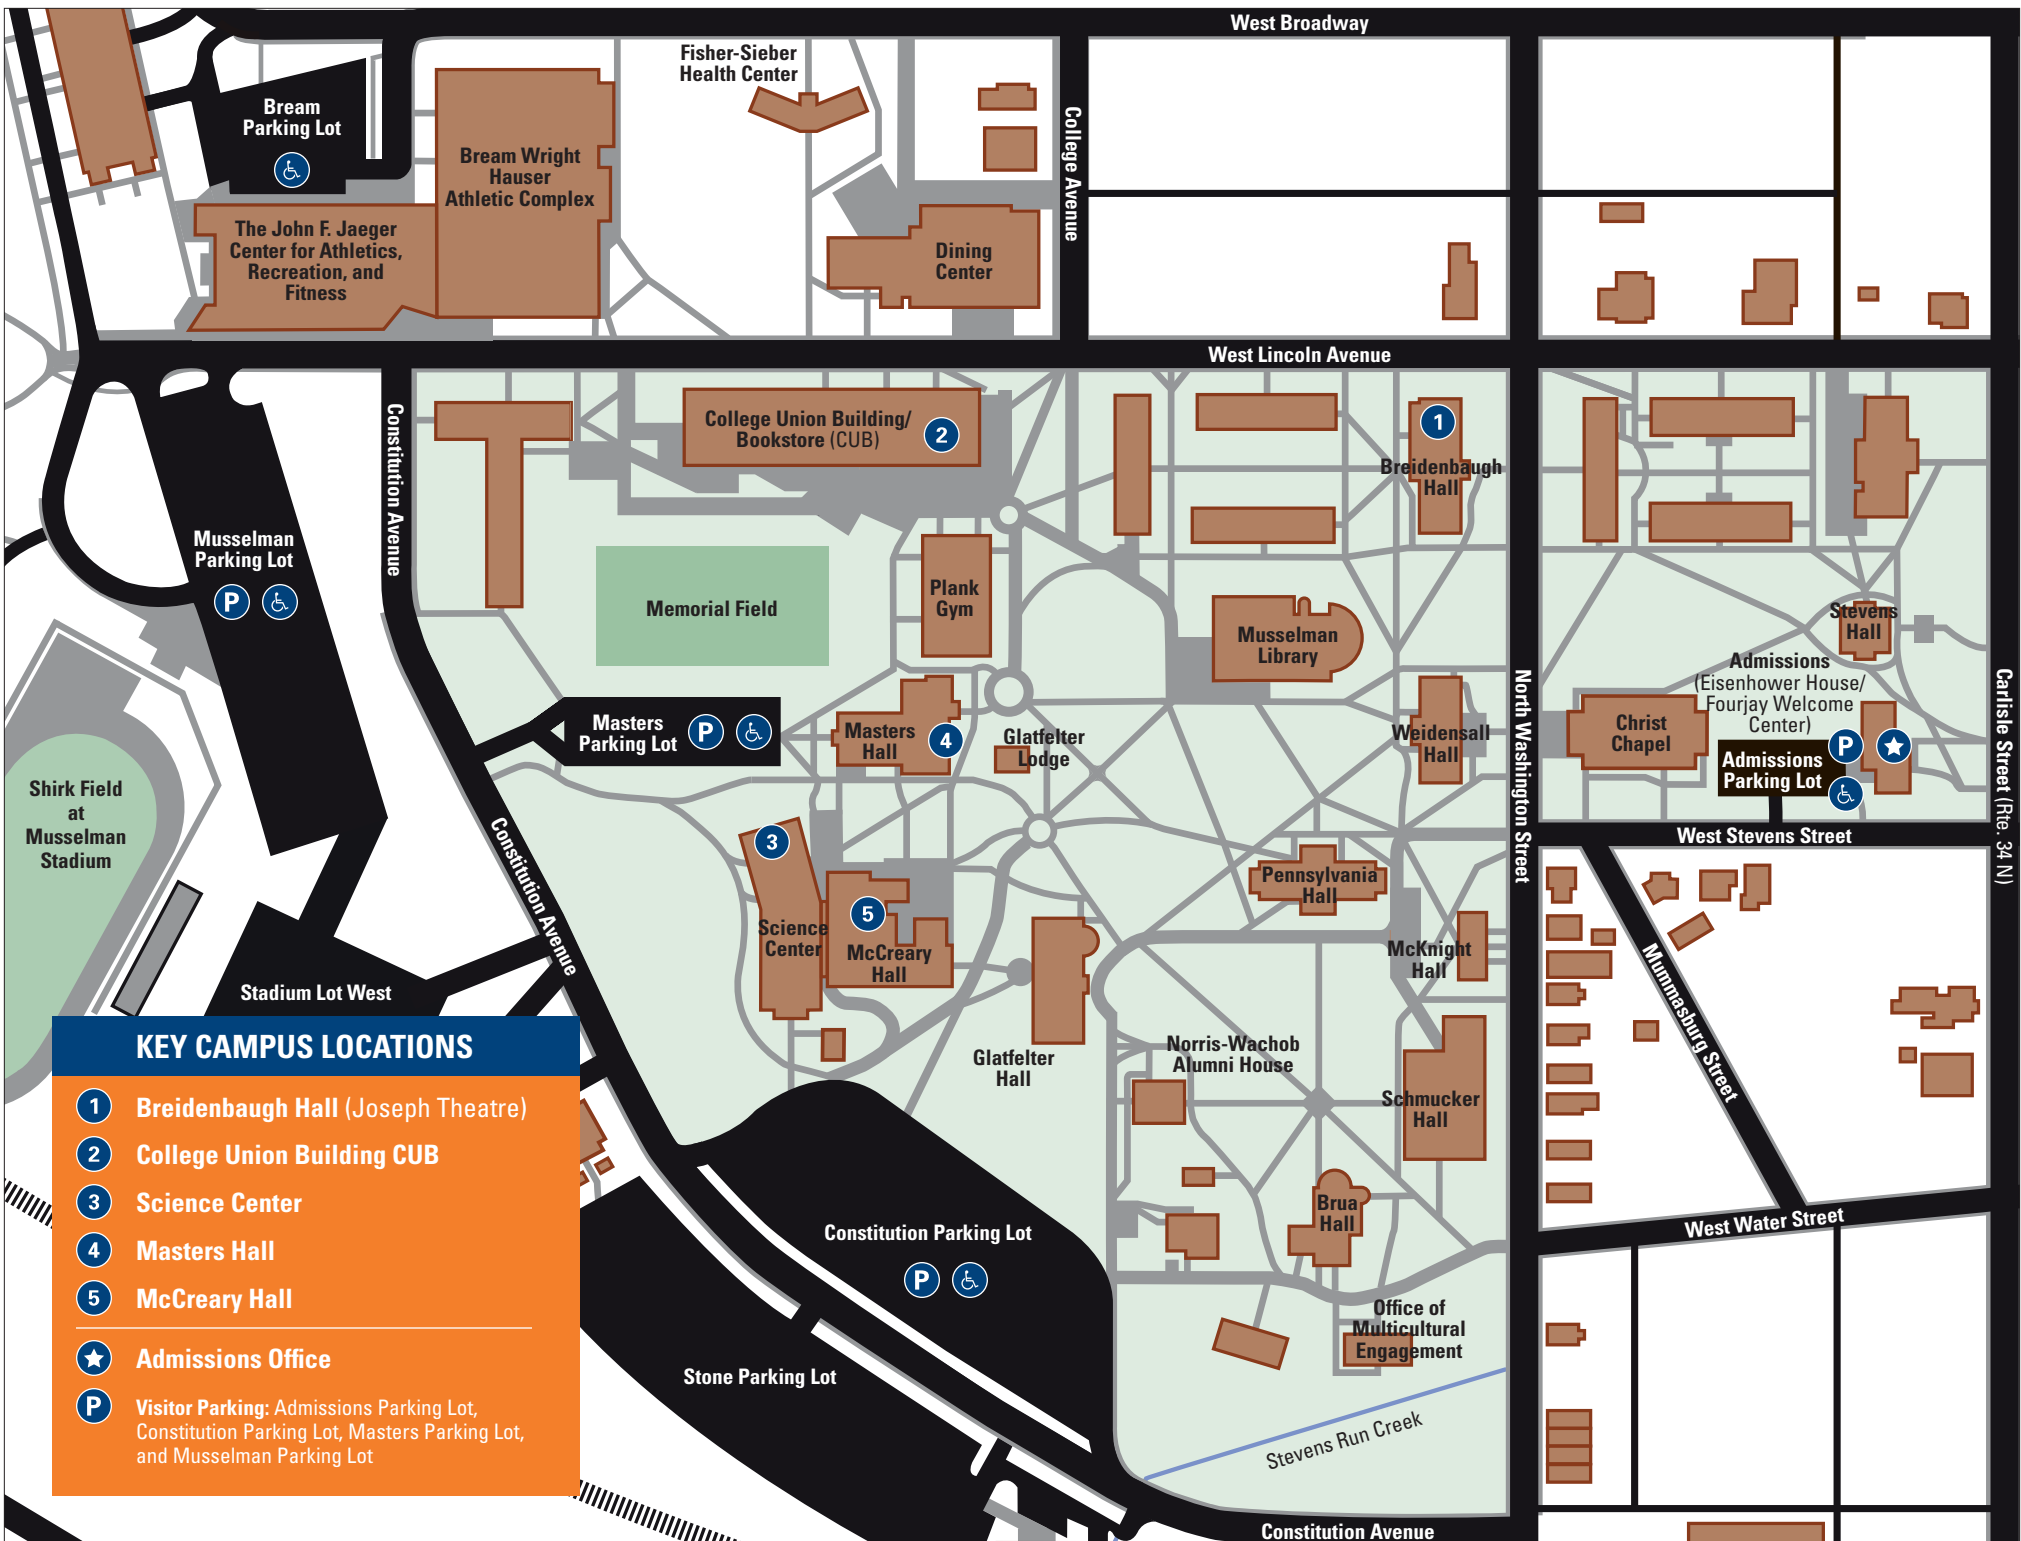 West Broadway
Fisher-Sieber
Health Center
Bream
Parking Lot
College Avenue
Bream Wright
Hauser
Athletic Complex
The John F. Jaeger
Center for Athletics,
Recreation, and
Fitness
Dining
Center
West Lincoln Avenue
Constitution Avenue
College Union Building/
Bookstore (CUB)
2
1
Breidenbaugh
Hall
Musselman
Parking Lot
P
Memorial Field
Plank
Gym
Musselman
Library
Stevens
Hall
Admissions
(Eisenhower House/
Fourjay Welcome
Center)
North Washington Street
Carlisle Street (Rte. 34 N)
Masters
Parking Lot
P
Masters
Hall
4
Glatfelter
Lodge
Weidensall
Hall
Christ
Chapel
P
Admissions
Parking Lot
Shirk Field
at
Musselman
Stadium
Constitution Avenue
3
West Stevens Street
Pennsylvania
Hall
5
Science
Center
McCreary
Hall
McKnight
Hall
Mummasburg Street
Stadium Lot West
Glatfelter
Hall
Norris-Wachob
Alumni House
Schmucker
Hall
Brua
Hall
West Water Street
Constitution Parking Lot
P
Office of
Multicultural
Engagement
Stone Parking Lot
Stevens Run Creek
Constitution Avenue
KEY CAMPUS LOCATIONS
1 Breidenbaugh Hall (Joseph Theatre)
2 College Union Building CUB
3 Science Center
4 Masters Hall
5 McCreary Hall
Admissions Office
P Visitor Parking: Admissions Parking Lot,
Constitution Parking Lot, Masters Parking Lot,
and Musselman Parking Lot